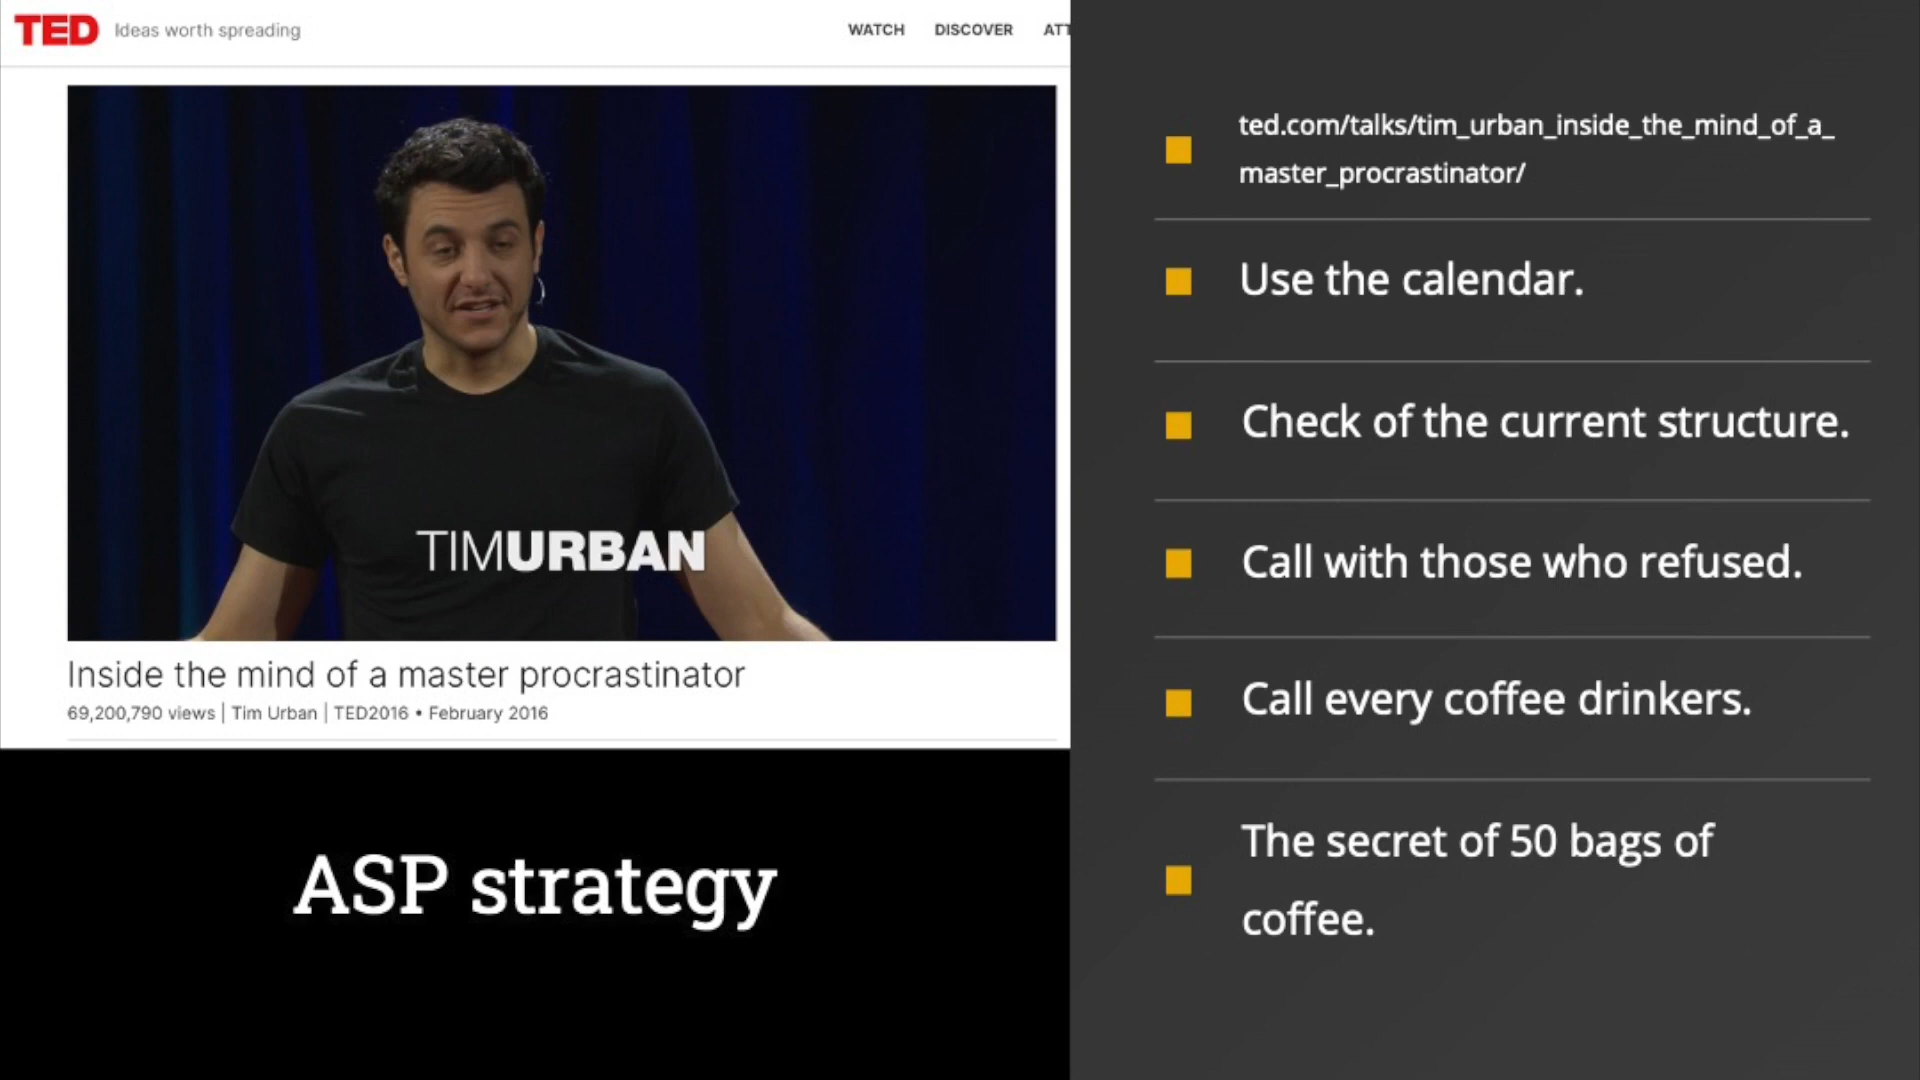 TED Ideas worth spreading
WATCH DISCOVER ATT
TIMURBAN
Inside the mind of a master procrastinator
69,200,790 views | Tim Urban | TED2016 • February 2016
ASP strategy
ted.com/talks/tim_urban_inside_the_mind_of_a_
master_procrastinator/
Use the calendar.
Check of the current structure.
Call with those who refused.
Call every coffee drinkers.
The secret of 50 bags of
coffee.